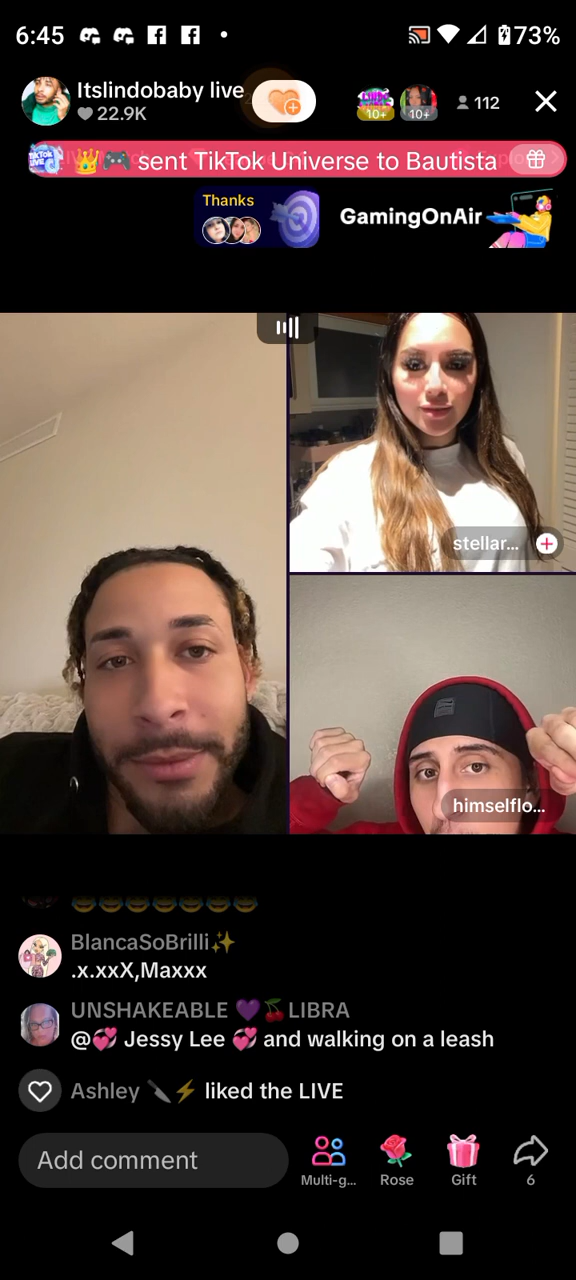 6:45
73%
Itslindobaby live
22.9K
10+
10+
112
TikTok LIVE 👑🎮 sent TikTok Universe to Bautista
Thanks
GamingOnAir
stellar...
himselflo...
😂😂😂😂😂😂😂
BlancaSoBrilli✨
.x.xxX,Maxxx
UNSHAKEABLE 💜🍒LIBRA
@💞 Jessy Lee 💞 and walking on a leash
Ashley 🔪⚡ liked the LIVE
Add comment
Multi-g...
Rose
Gift
6